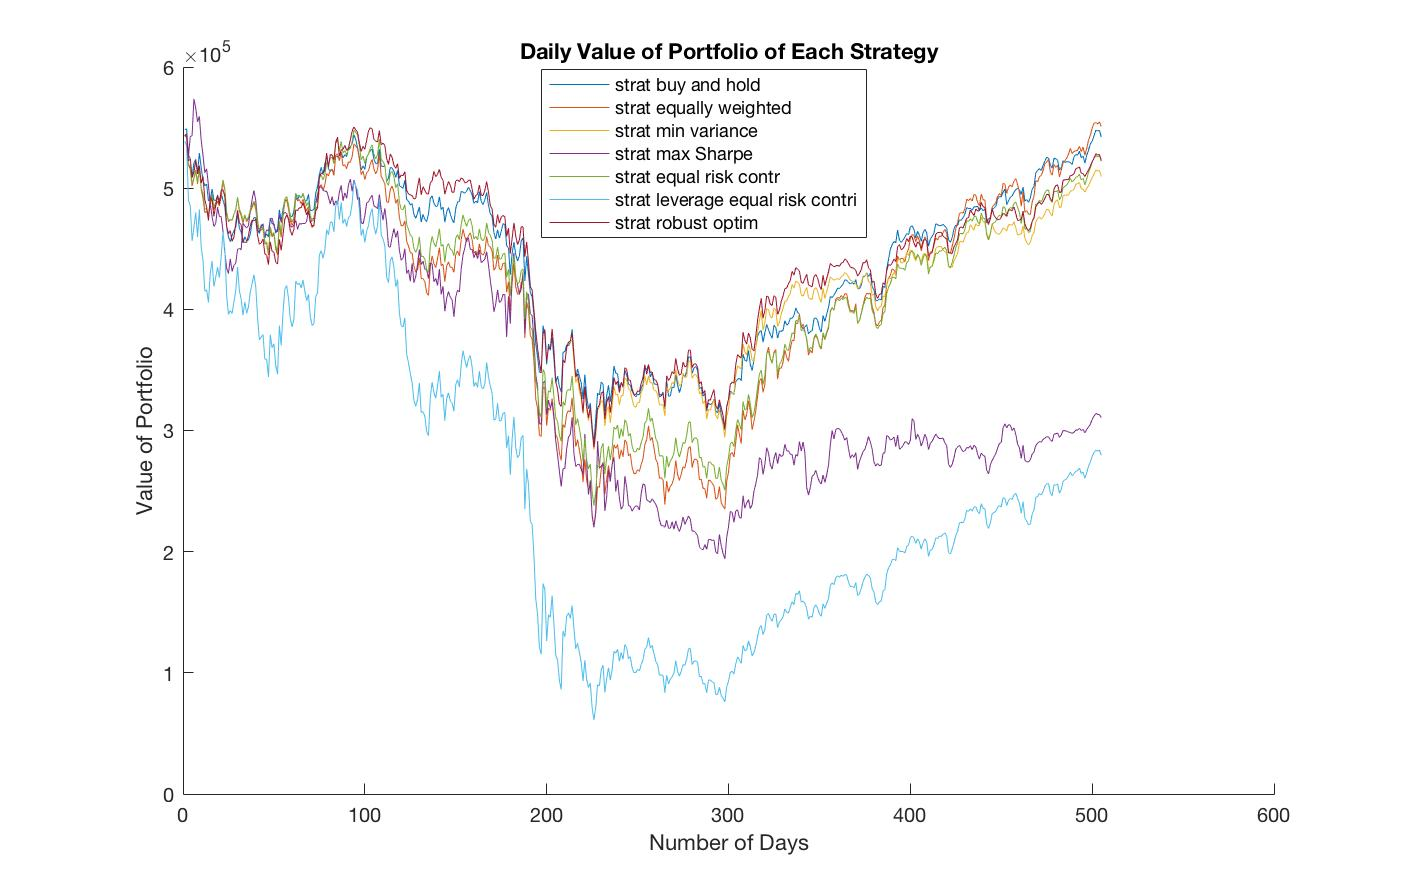 Daily Value of Portfolio of Each Strategy
×10^5
strat buy and hold
strat equally weighted
strat min variance
strat max Sharpe
strat equal risk contr
strat leverage equal risk contri
strat robust optim
Value of Portfolio
6
5
4
3
2
1
0
0 100 200 300 400 500 600
Number of Days